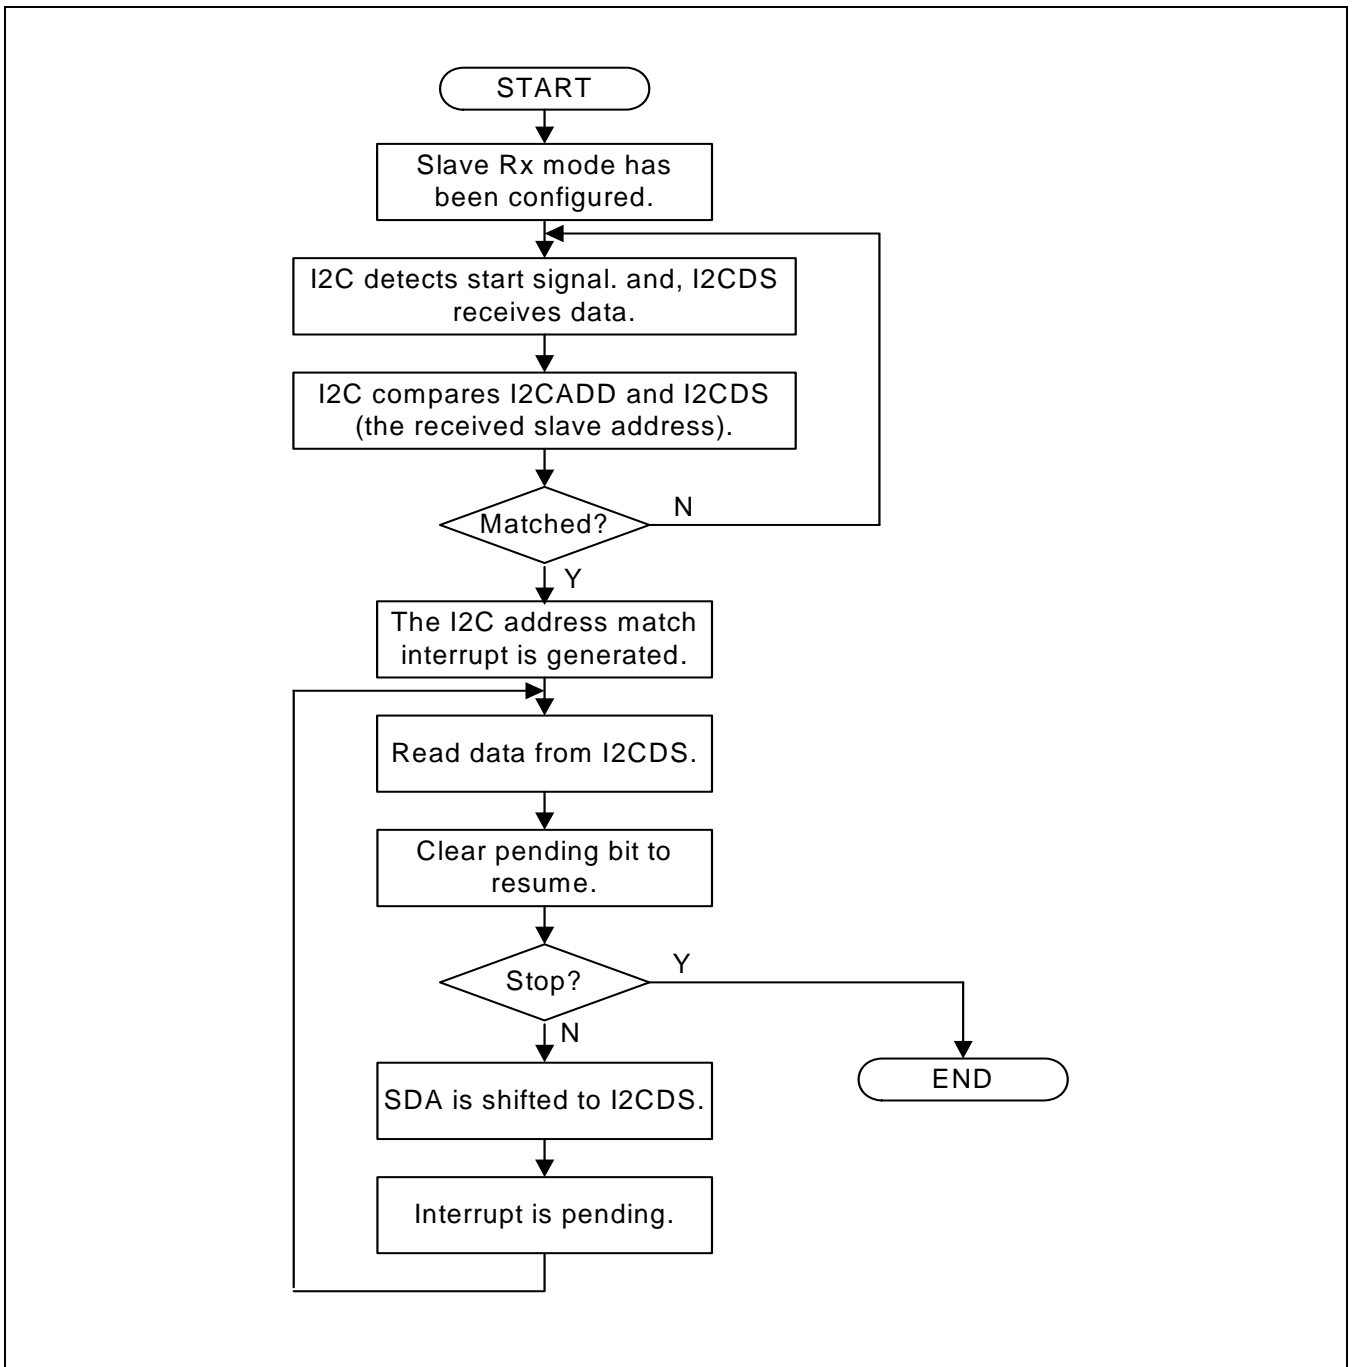 START
Slave Rx mode has
been configured.
I2C detects start signal. and, I2CDS
receives data.
I2C compares I2CADD and I2CDS
(the received slave address).
Matched?
N
Y
The I2C address match
interrupt is generated.
Read data from I2CDS.
Clear pending bit to
resume.
Stop?
Y
N
END
SDA is shifted to I2CDS.
Interrupt is pending.